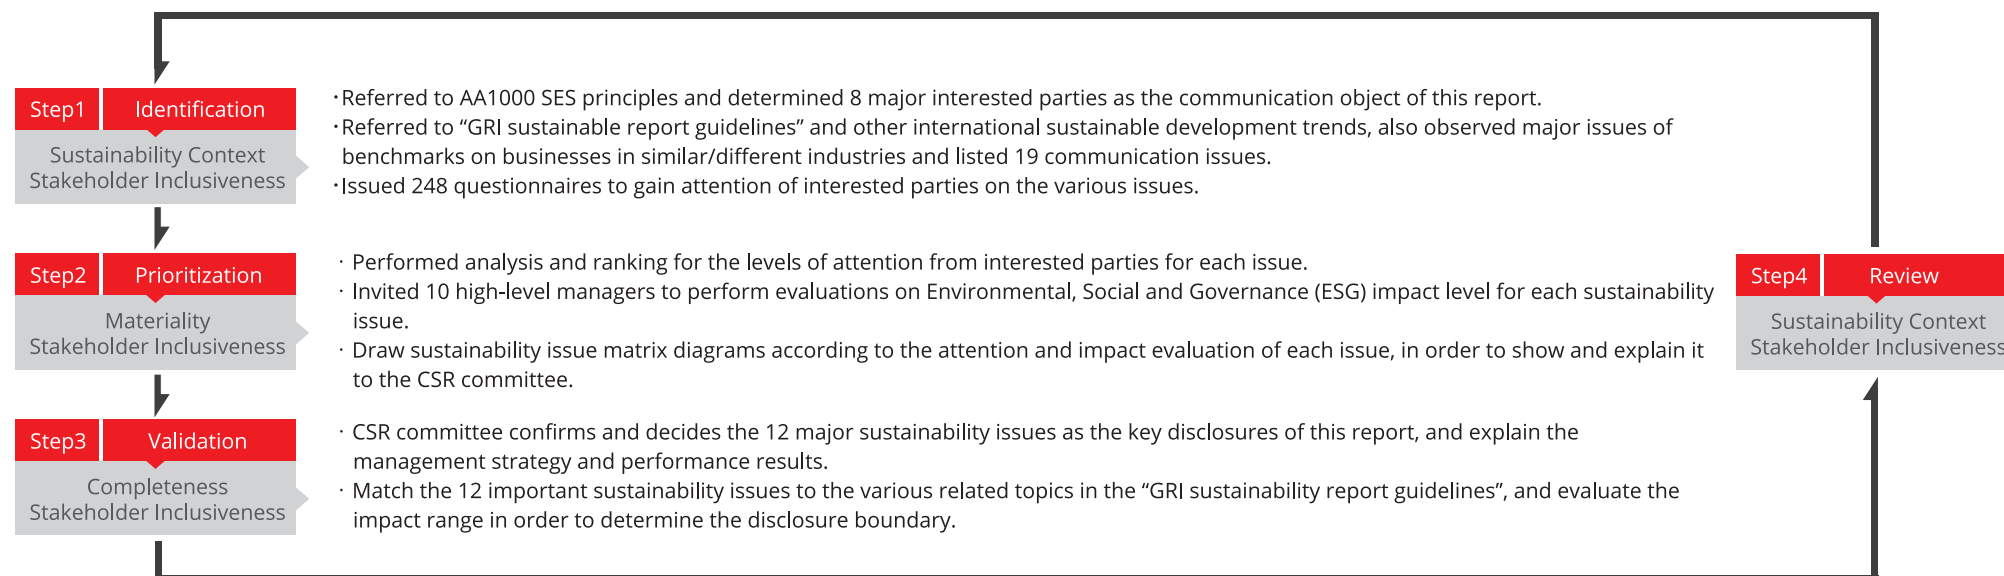 Step1 Identification
Sustainability Context
Stakeholder Inclusiveness
·Referred to AA1000 SES principles and determined 8 major interested parties as the communication object of this report.
·Referred to “GRI sustainable report guidelines” and other international sustainable development trends, also observed major issues of
benchmarks on businesses in similar/different industries and listed 19 communication issues.
·Issued 248 questionnaires to gain attention of interested parties on the various issues.
Step2 Prioritization
Materiality
Stakeholder Inclusiveness
· Performed analysis and ranking for the levels of attention from interested parties for each issue.
· Invited 10 high-level managers to perform evaluations on Environmental, Social and Governance (ESG) impact level for each sustainability
issue.
· Draw sustainability issue matrix diagrams according to the attention and impact evaluation of each issue, in order to show and explain it
to the CSR committee.
Step3 Validation
Completeness
Stakeholder Inclusiveness
· CSR committee confirms and decides the 12 major sustainability issues as the key disclosures of this report, and explain the
management strategy and performance results.
· Match the 12 important sustainability issues to the various related topics in the “GRI sustainability report guidelines”, and evaluate the
impact range in order to determine the disclosure boundary.
Step4 Review
Sustainability Context
Stakeholder Inclusiveness